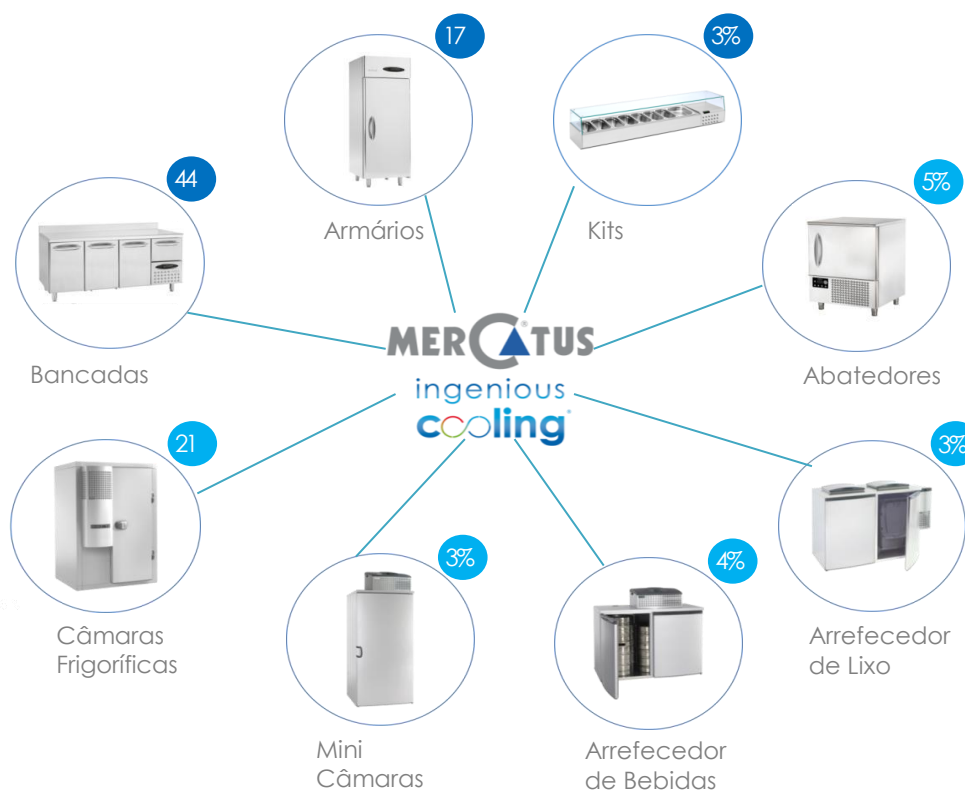 17
3%
Armários
Kits
44
5%
Bancadas
Abatedores
MERCATUS
ingenious
cooling
21
3%
Câmaras
Frigoríficas
Arrefecedor
de Lixo
3%
4%
Mini
Câmaras
Arrefecedor
de Bebidas